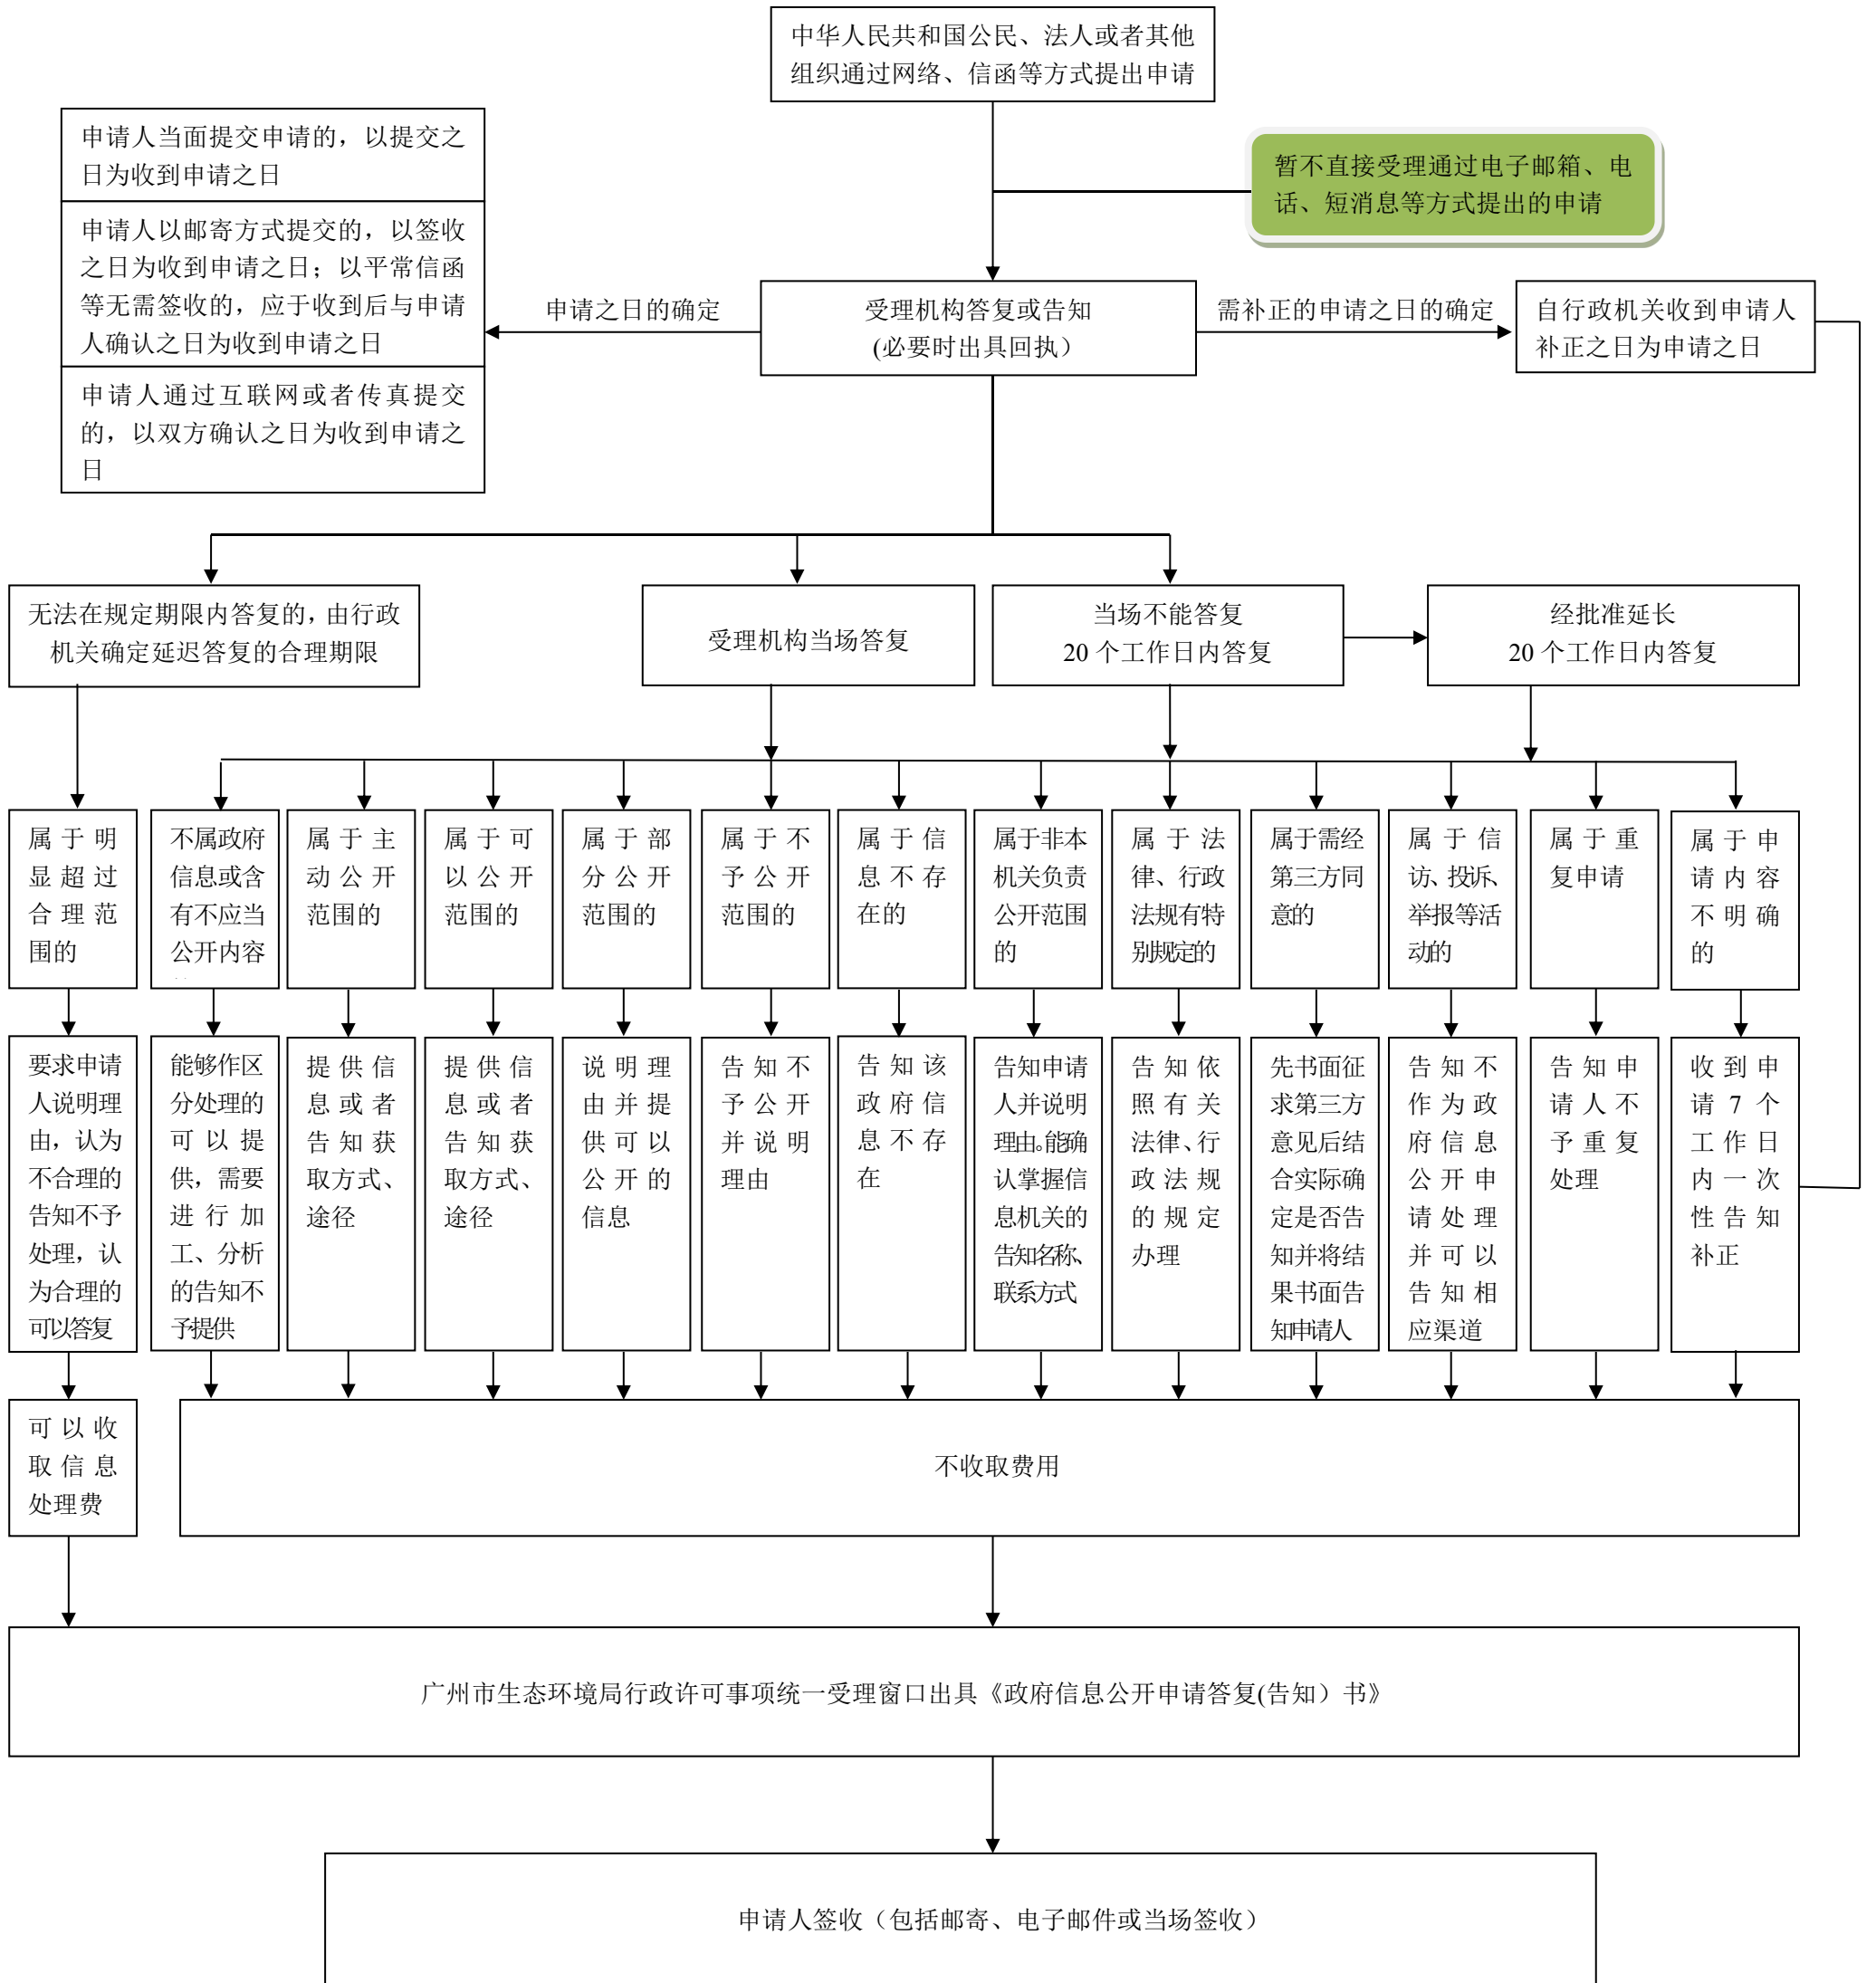 中华人民共和国公民、法人或者其他
组织通过网络、信函等方式提出申请
申请人当面提交申请的，以提交之
日为收到申请之日
暂不直接受理通过电子邮箱、电
话、短消息等方式提出的申请
申请人以邮寄方式提交的，以签收
之日为收到申请之日；以平常信函
等无需签收的，应于收到后与申请
人确认之日为收到申请之日
申请人通过互联网或者传真提交
的，以双方确认之日为收到申请之
日
申请之日的确定
受理机构答复或告知
(必要时出具回执）
需补正的申请之日的确定
自行政机关收到申请人
补正之日为申请之日
无法在规定期限内答复的，由行政
机关确定延迟答复的合理期限
受理机构当场答复
当场不能答复
20 个工作日内答复
经批准延长
20 个工作日内答复
属于明
显超过
合理范
围的
不属政府
信息或含
有不应当
公开内容
属于主
动公开
范围的
属于可
以公开
范围的
属于部
分公开
范围的
属于不
予公开
范围的
属于信
息不存
在的
属于非本
机关负责
公开范围
的
属于法
律、行政
法规有特
别规定的
属于需经
第三方同
意的
属于信
访、投诉、
举报等活
动的
属于重
复申请
属于申
请内容
不明确
的
要求申请
人说明理
由，认为
不合理的
告知不予
处理，认
为合理的
可以答复
能够作区
分处理的
可以提
供，需要
进行加
工、分析
的告知不
予提供
提供信
息或者
告知获
取方式、
途径
提供信
息或者
告知获
取方式、
途径
说明理
由并提
供可以
公开的
信息
告知不
予公开
并说明
理由
告知该
政府信
息不存
在
告知申请
人并说明
理由。能确
认掌握信
息机关的
告知名称、
联系方式
告知依
照有关
法律、行
政法规
的规定
办理
先书面征
求第三方
意见后结
合实际确
定是否告
知并将结
果书面告
知申请人
告知不
作为政
府信息
公开申
请处理
并可以
告知相
应渠道
告知申
请人不
予重复
处理
收到申
请 7 个
工作日
内一次
性告知
补正
可以收
取信息
处理费
不收取费用
广州市生态环境局行政许可事项统一受理窗口出具《政府信息公开申请答复(告知）书》
申请人签收（包括邮寄、电子邮件或当场签收）